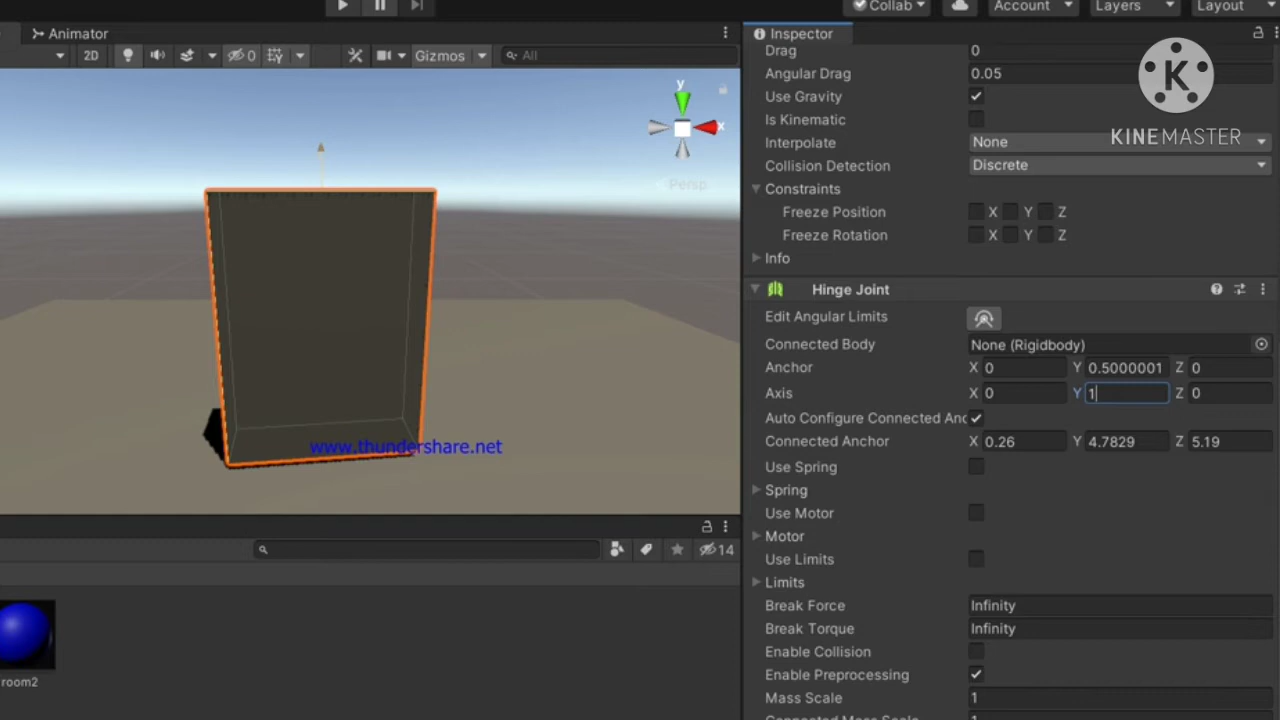 Collab
Account
Layers
Layout
Animator
Inspector
2D
0
Gizmos
All
Drag 0
Angular Drag 0.05
Use Gravity
Is Kinematic
Interpolate None
Collision Detection Discrete
Constraints
Freeze Position X Y Z
Freeze Rotation X Y Z
Info
y
x
Persp
KINEMASTER
Hinge Joint
Edit Angular Limits
Connected Body None (Rigidbody)
Anchor X 0 Y 0.5000001 Z 0
Axis X 0 Y 1 Z 0
Auto Configure Connected Anc
Connected Anchor X 0.26 Y 4.7829 Z 5.19
Use Spring
Spring
Use Motor
Motor
Use Limits
Limits
Break Force Infinity
Break Torque Infinity
Enable Collision
Enable Preprocessing
Mass Scale 1
www.thundershare.net
14
room2